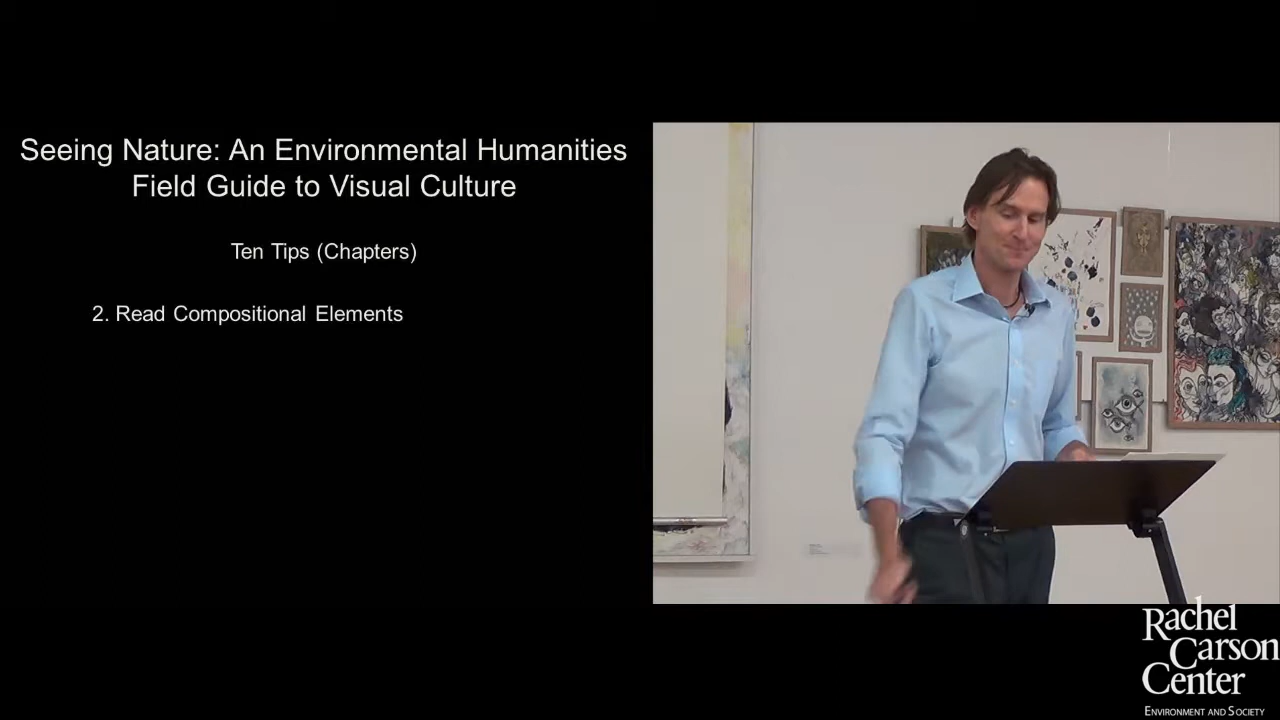 Seeing Nature: An Environmental Humanities
Field Guide to Visual Culture
Ten Tips (Chapters)
2. Read Compositional Elements
Rachel
Carson
Center
ENVIRONMENT AND SOCIETY